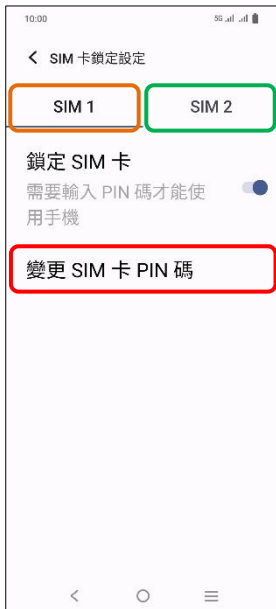 10:00
5G
SIM 卡鎖定設定
SIM 1
SIM 2
鎖定 SIM 卡
需要輸入 PIN 碼才能使
用手機
變更 SIM 卡 PIN 碼